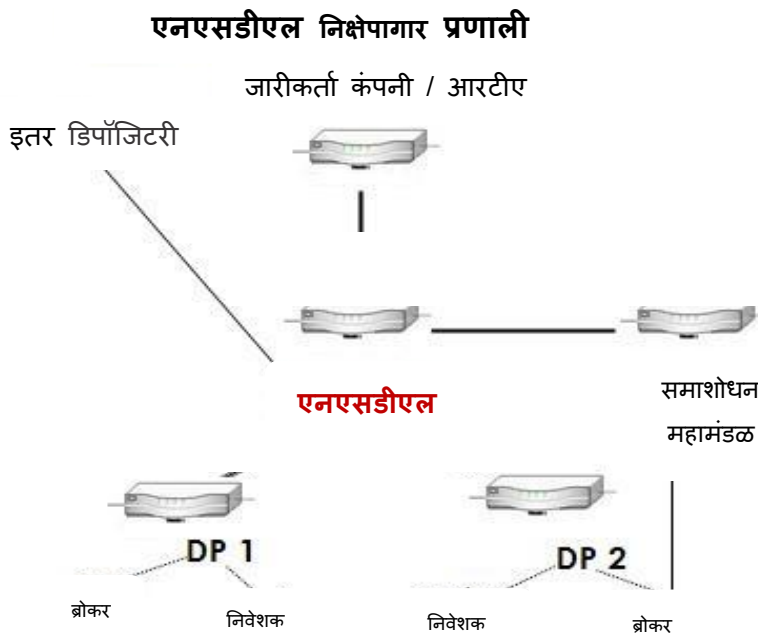 एनएसडीएल निक्षेपागार प्रणाली
जारीकर्ता कंपनी / आरटीए
इतर डिपॉजिटरी
एनएसडीएल
समाशोधन
महामंडळ
DP 1
DP 2
ब्रोकर
निवेशक
निवेशक
ब्रोकर